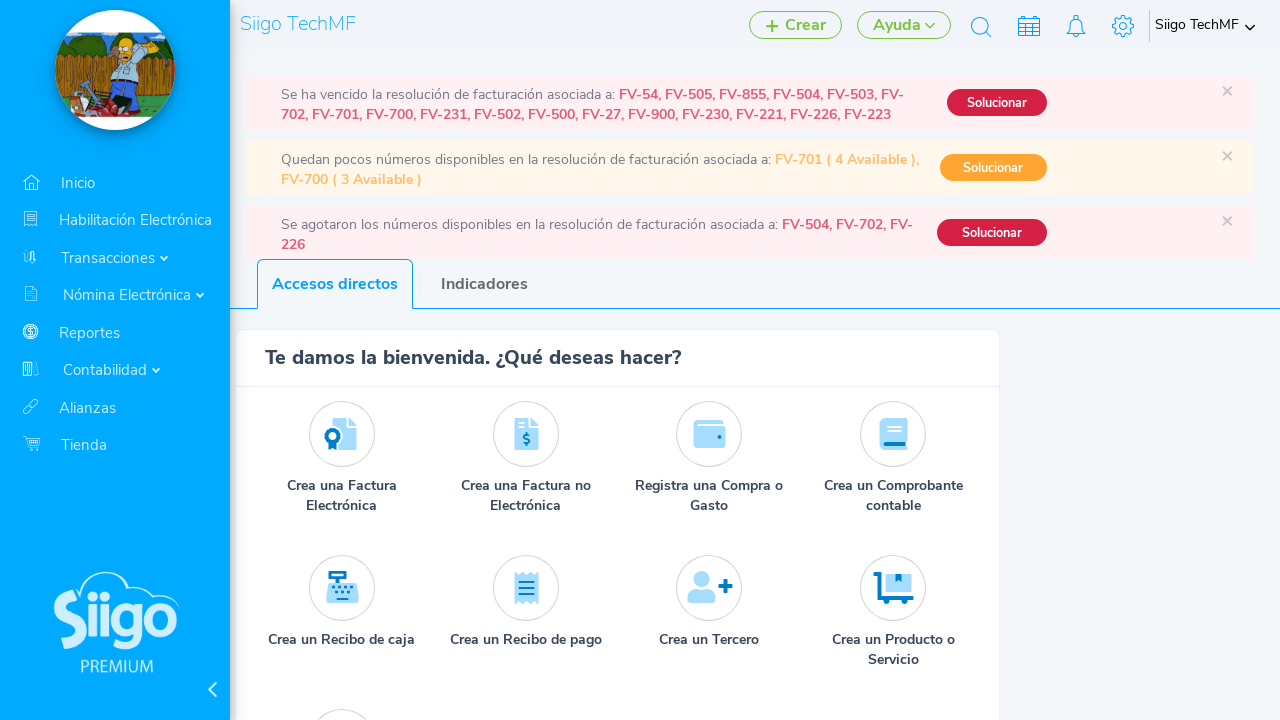 Siigo TechMF
+ Crear
Ayuda
Siigo TechMF
Inicio
Habilitación Electrónica
Transacciones
Nómina Electrónica
Reportes
Contabilidad
Alianzas
Tienda
Siigo
PREMIUM
Se ha vencido la resolución de facturación asociada a: FV-54, FV-505, FV-855, FV-504, FV-503, FV-
702, FV-701, FV-700, FV-231, FV-502, FV-500, FV-27, FV-900, FV-230, FV-221, FV-226, FV-223
Solucionar
×
Quedan pocos números disponibles en la resolución de facturación asociada a: FV-701 ( 4 Available ),
FV-700 ( 3 Available )
Solucionar
×
Se agotaron los números disponibles en la resolución de facturación asociada a: FV-504, FV-702, FV-
226
Solucionar
×
Accesos directos
Indicadores
Te damos la bienvenida. ¿Qué deseas hacer?
Crea una Factura
Electrónica
Crea una Factura no
Electrónica
Registra una Compra o
Gasto
Crea un Comprobante
contable
Crea un Recibo de caja
Crea un Recibo de pago
Crea un Tercero
Crea un Producto o
Servicio